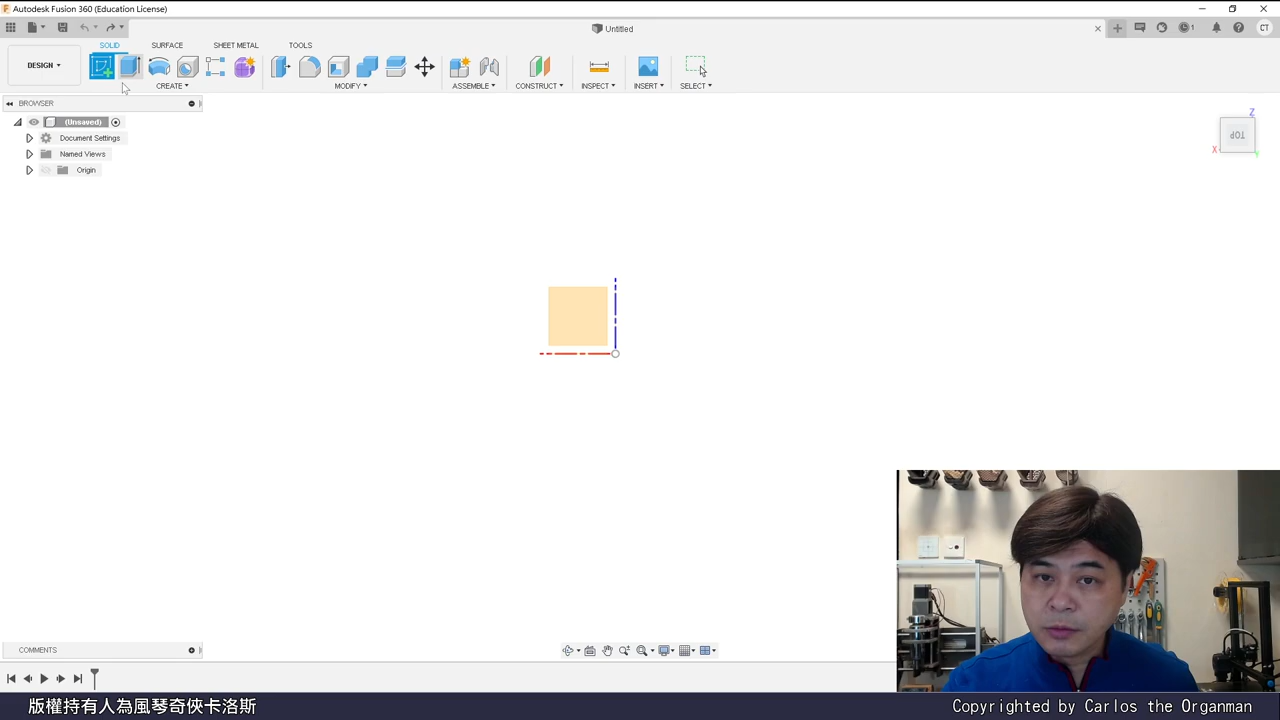 Autodesk Fusion 360 (Education License)
Untitled
1
CT
SOLID
SURFACE
SHEET METAL
TOOLS
DESIGN
CREATE
MODIFY
ASSEMBLE
CONSTRUCT
INSPECT
INSERT
SELECT
BROWSER
(Unsaved)
Document Settings
Named Views
Origin
Z
TOP
X
Y
COMMENTS
版權持有人為風琴奇俠卡洛斯
Copyrighted by Carlos the Organman